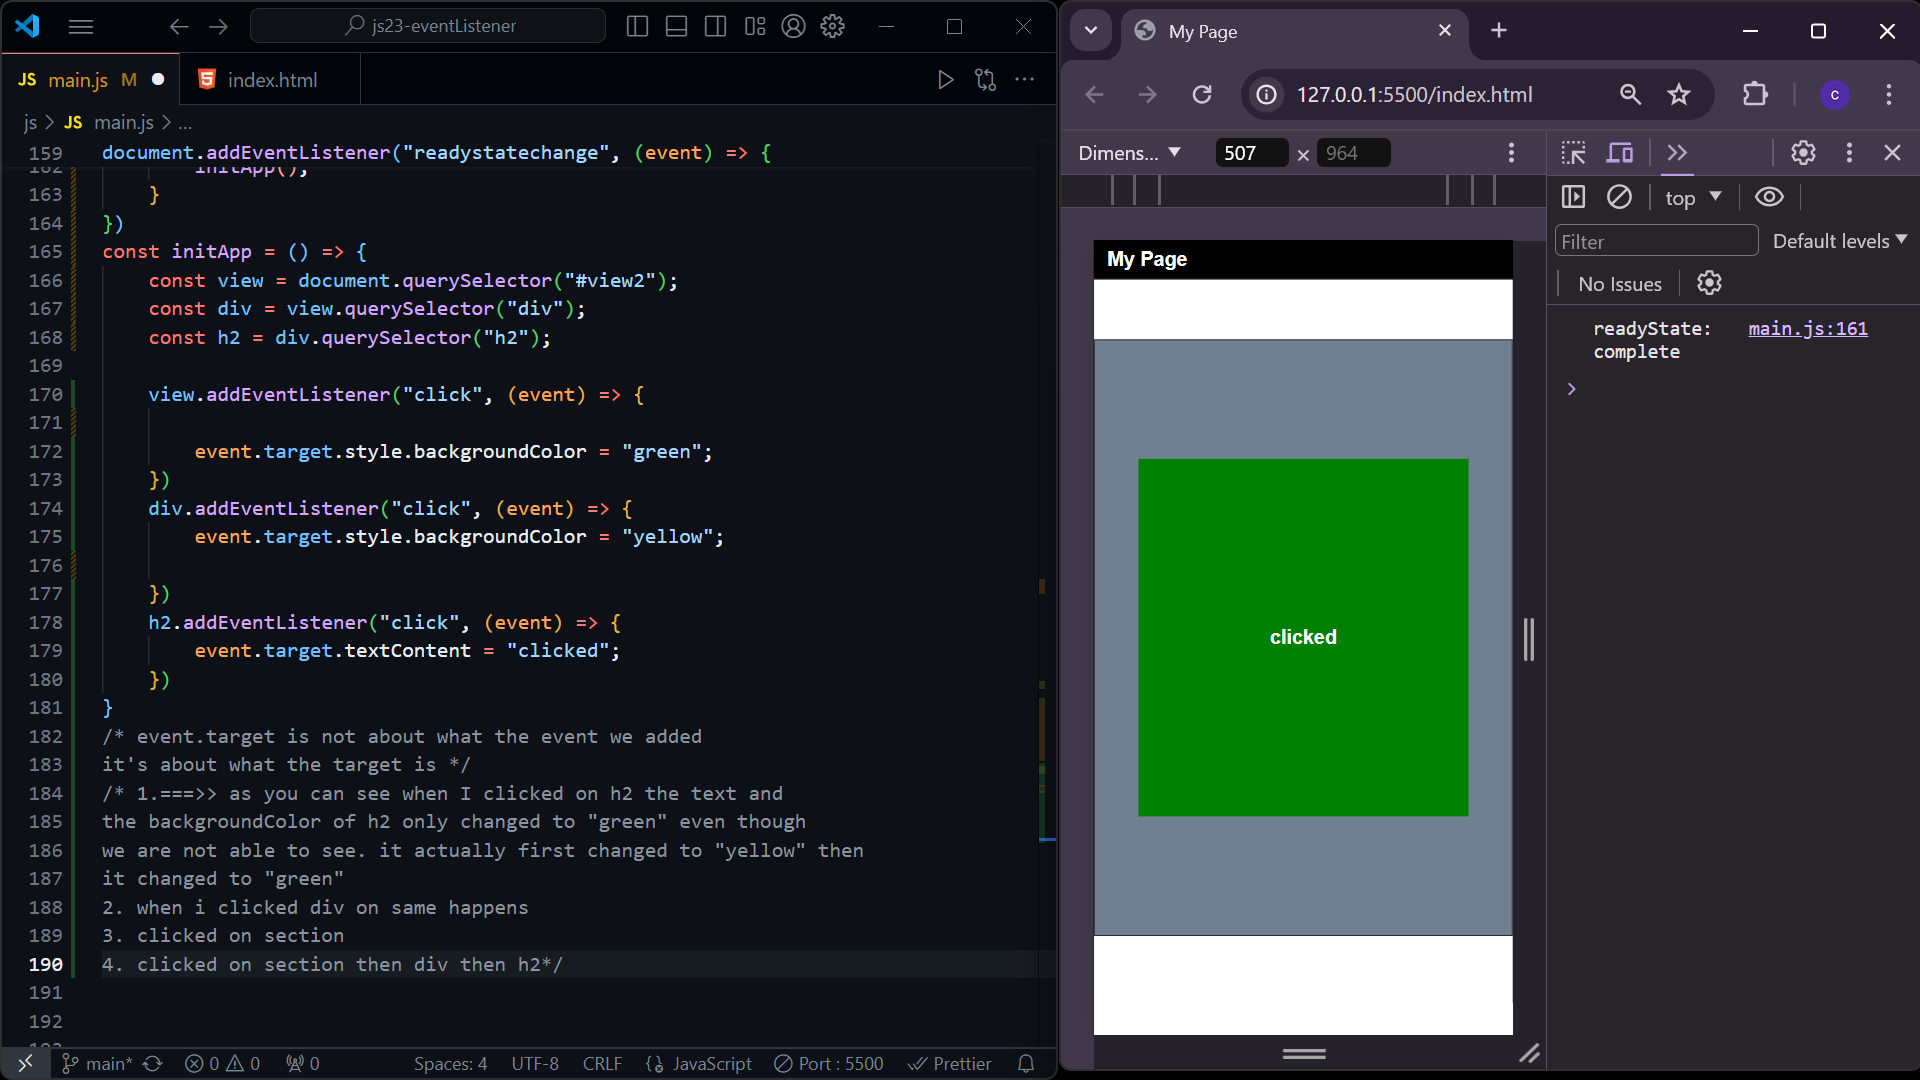 js23-eventListener
JS main.js M
index.html
js > JS main.js > ...
159 document.addEventListener("readystatechange", (event) => {
162 initApp();
163 }
164 })
165 const initApp = () => {
166 const view = document.querySelector("#view2");
167 const div = view.querySelector("div");
168 const h2 = div.querySelector("h2");
169
170 view.addEventListener("click", (event) => {
171
172 event.target.style.backgroundColor = "green";
173 })
174 div.addEventListener("click", (event) => {
175 event.target.style.backgroundColor = "yellow";
176
177 })
178 h2.addEventListener("click", (event) => {
179 event.target.textContent = "clicked";
180 })
181 }
182 /* event.target is not about what the event we added
183 it's about what the target is */
184 /* 1.===>> as you can see when I clicked on h2 the text and
185 the backgroundColor of h2 only changed to "green" even though
186 we are not able to see. it actually first changed to "yellow" then
187 it changed to "green"
188 2. when i clicked div on same happens
189 3. clicked on section
190 4. clicked on section then div then h2*/
191
192
main* 0 0 0 Spaces: 4 UTF-8 CRLF {} JavaScript Port : 5500 Prettier
My Page
127.0.0.1:5500/index.html
c
Dimens... 507 × 964
top
Filter
Default levels
No Issues
readyState: main.js:161
complete
My Page
clicked